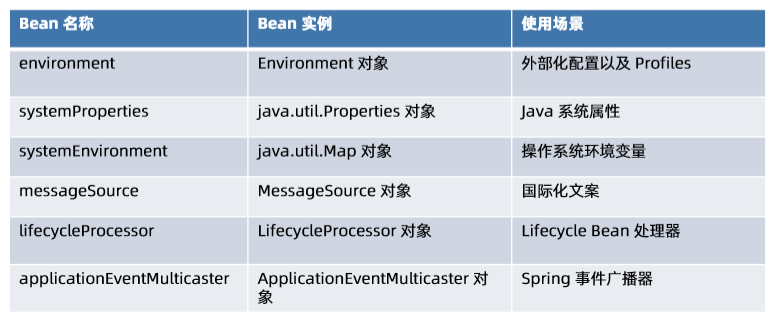 Bean 名称 Bean 实例 使用场景
environment Environment 对象 外部化配置以及 Profiles
systemProperties java.util.Properties 对象 Java 系统属性
systemEnvironment java.util.Map 对象 操作系统环境变量
messageSource MessageSource 对象 国际化文案
lifecycleProcessor LifecycleProcessor 对象 Lifecycle Bean 处理器
applicationEventMulticaster ApplicationEventMulticaster 对 Spring 事件广播器
象